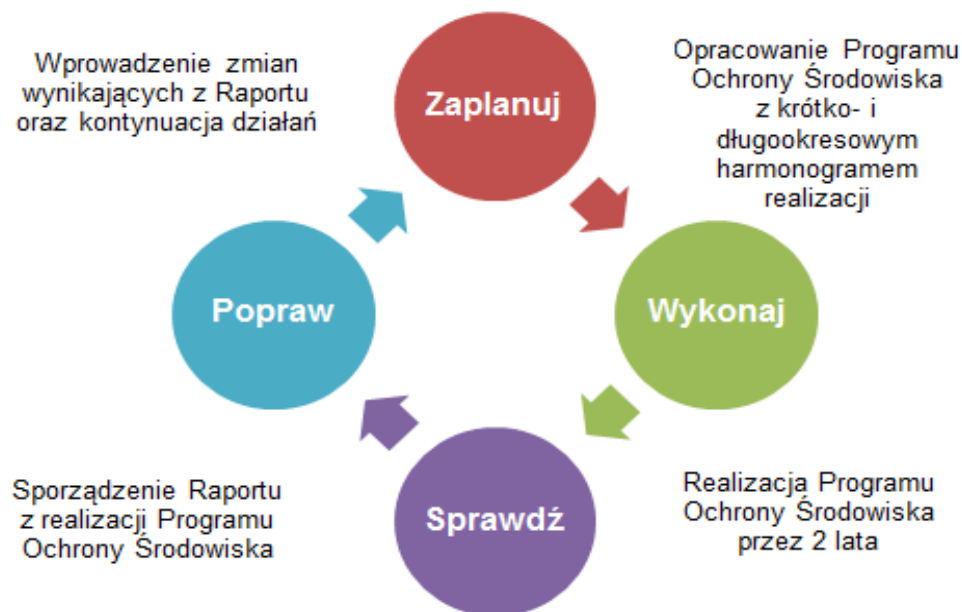 Zaplanuj
Opracowanie Programu
Ochrony Środowiska
z krótko- i
długookresowym
harmonogramem
realizacji
Wykonaj
Realizacja Programu
Ochrony Środowiska
przez 2 lata
Sprawdź
Sporządzenie Raportu
z realizacji Programu
Ochrony Środowiska
Popraw
Wprowadzenie zmian
wynikających z Raportu
oraz kontynuacja działań